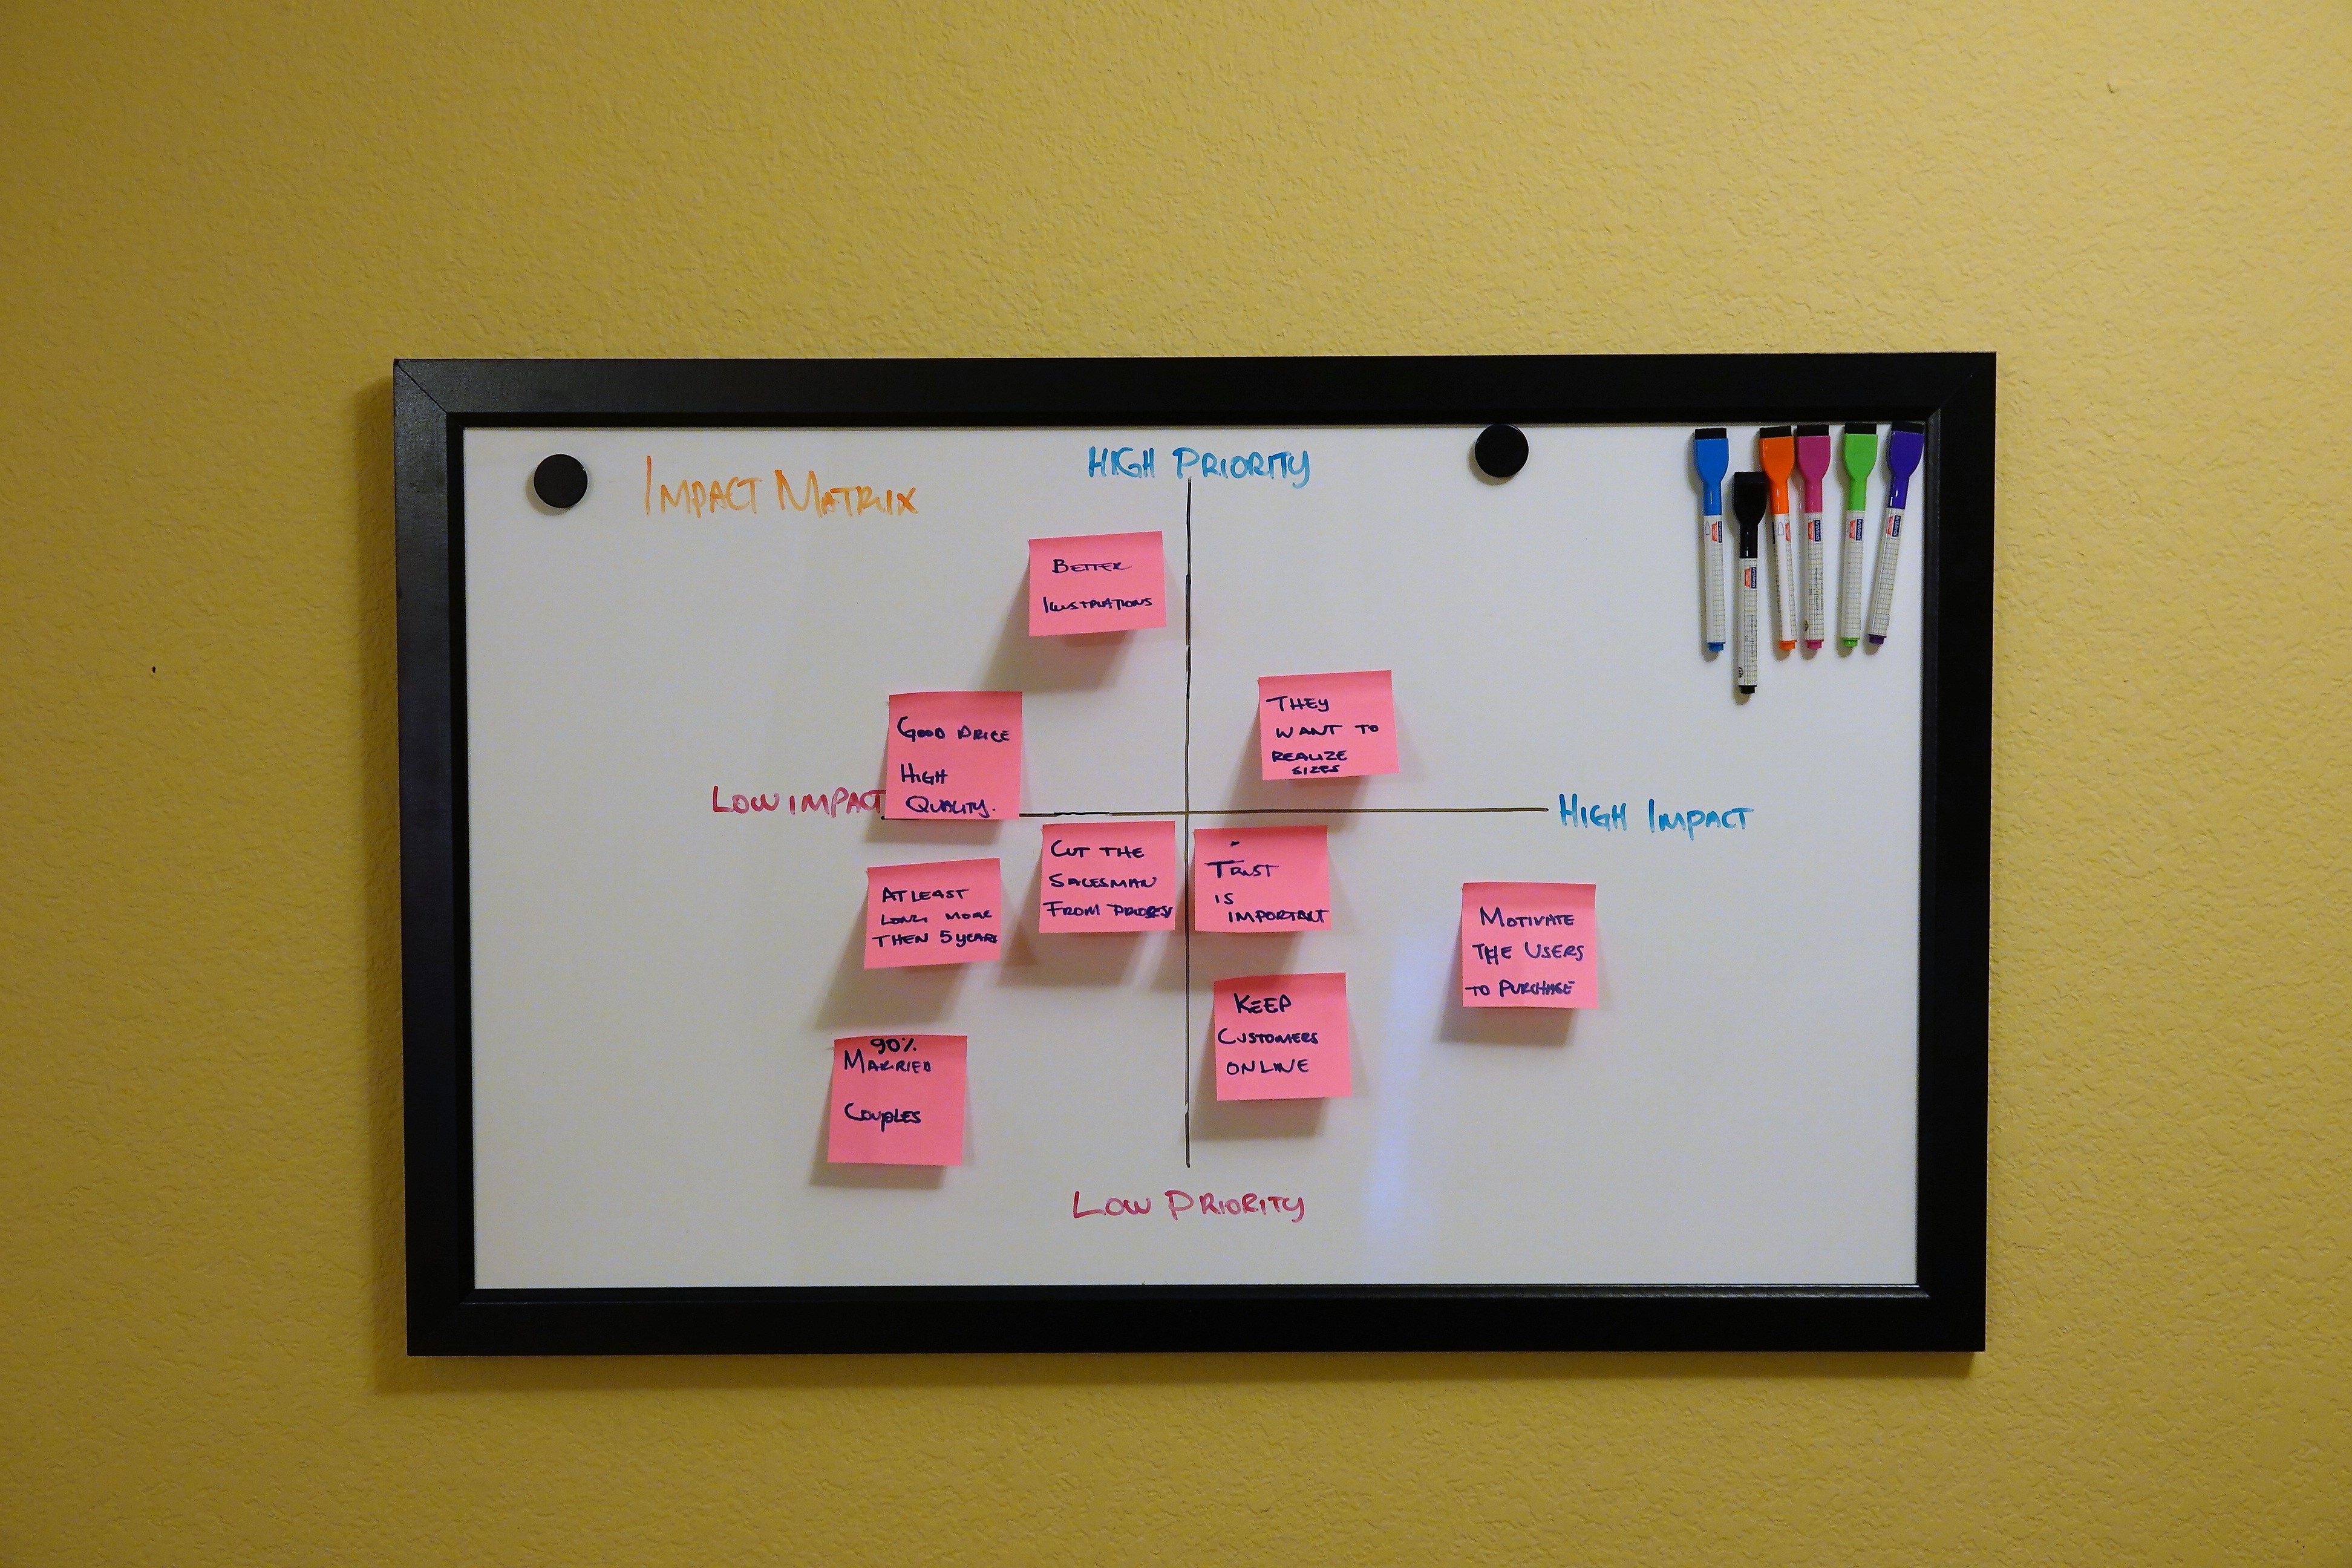 IMPACT MATRIX
HIGH PRIORITY
BETTER
ILLUSTRATIONS
GOOD PRICE
HIGH
QUALITY.
THEY
WANT TO
REALIZE
SIZES
LOW IMPACT
HIGH IMPACT
CUT THE
SALESMAN
FROM PROCESS
TRUST
IS
IMPORTANT
ATLEAST
LONG MORE
THEN 5 YEARS
MOTIVATE
THE USERS
TO PURCHASE
KEEP
CUSTOMERS
ONLINE
90%
MARRIED
COUPLES
LOW PRIORITY